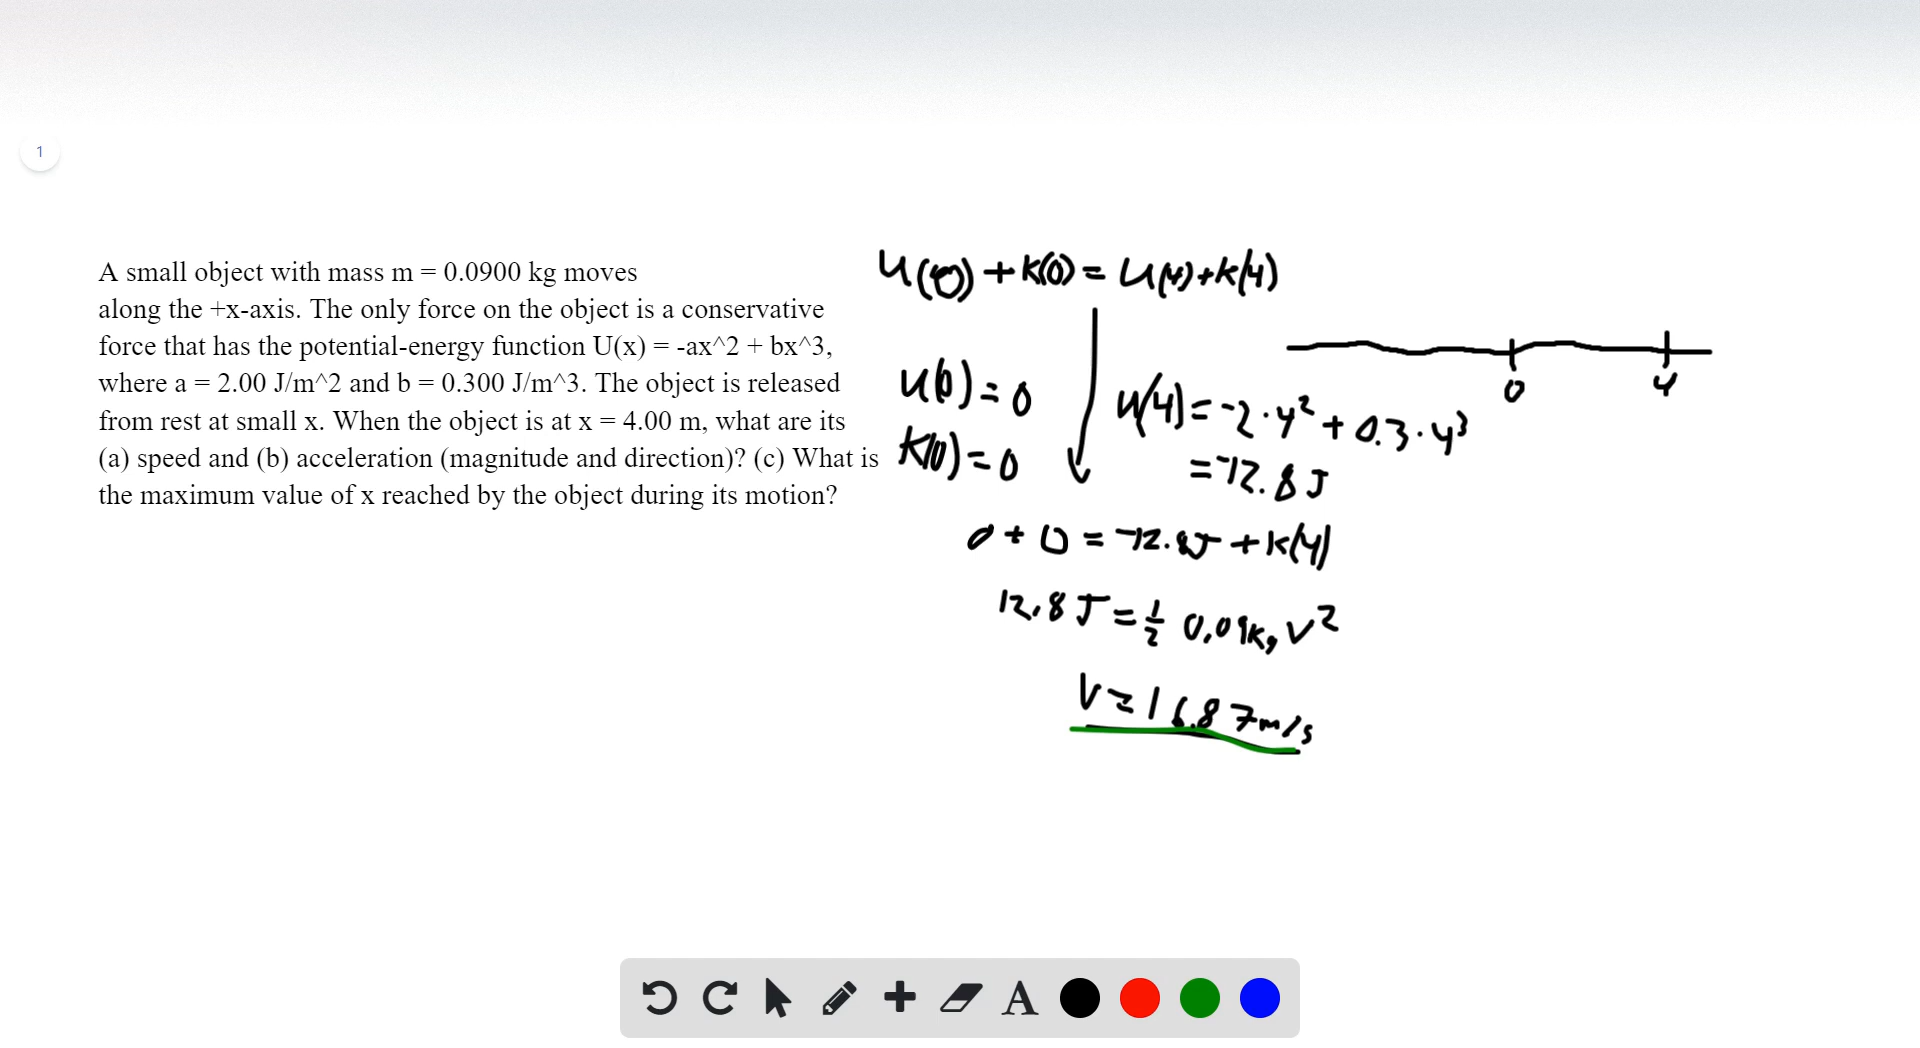 1
A small object with mass m = 0.0900 kg moves
along the +x-axis. The only force on the object is a conservative
force that has the potential-energy function U(x) = -ax^2 + bx^3,
where a = 2.00 J/m^2 and b = 0.300 J/m^3. The object is released
from rest at small x. When the object is at x = 4.00 m, what are its
(a) speed and (b) acceleration (magnitude and direction)? (c) What is
the maximum value of x reached by the object during its motion?
U(0) + K(0) = U(4) + K(4)
U(0) = 0
K(0) = 0
U(4) = -2 · 4² + 0.3 · 4³
= -12.8 J
0 + 0 = -12.8J + K(4)
12.8 J = ½ 0.09kg V²
V = 16.87 m/s
0 4
A